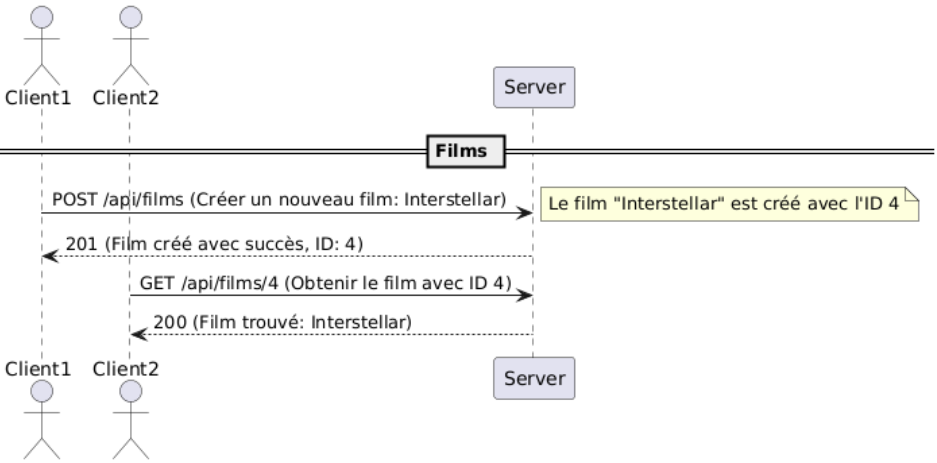 Client1 Client2
Server
Films
POST /api/films (Créer un nouveau film: Interstellar)
Le film "Interstellar" est créé avec l'ID 4
201 (Film créé avec succès, ID: 4)
GET /api/films/4 (Obtenir le film avec ID 4)
200 (Film trouvé: Interstellar)
Client1 Client2
Server